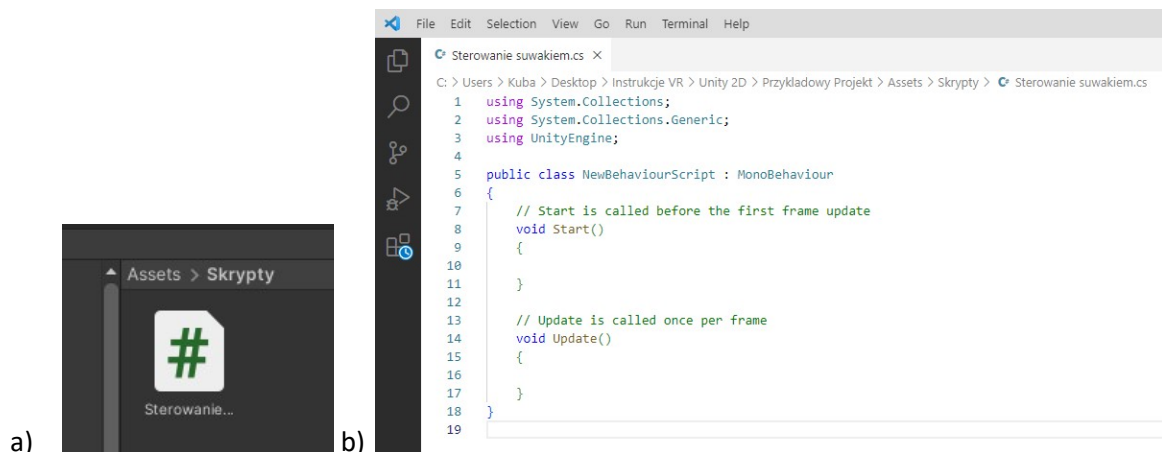 a)
Assets > Skrypty
#
Sterowanie...
b)
File Edit Selection View Go Run Terminal Help
C# Sterowanie suwakiem.cs ×
C: > Users > Kuba > Desktop > Instrukcje VR > Unity 2D > Przykladowy Projekt > Assets > Skrypty > C# Sterowanie suwakiem.cs
1 using System.Collections;
2 using System.Collections.Generic;
3 using UnityEngine;
4
5 public class NewBehaviourScript : MonoBehaviour
6 {
7 // Start is called before the first frame update
8 void Start()
9 {
10
11 }
12
13 // Update is called once per frame
14 void Update()
15 {
16
17 }
18 }
19